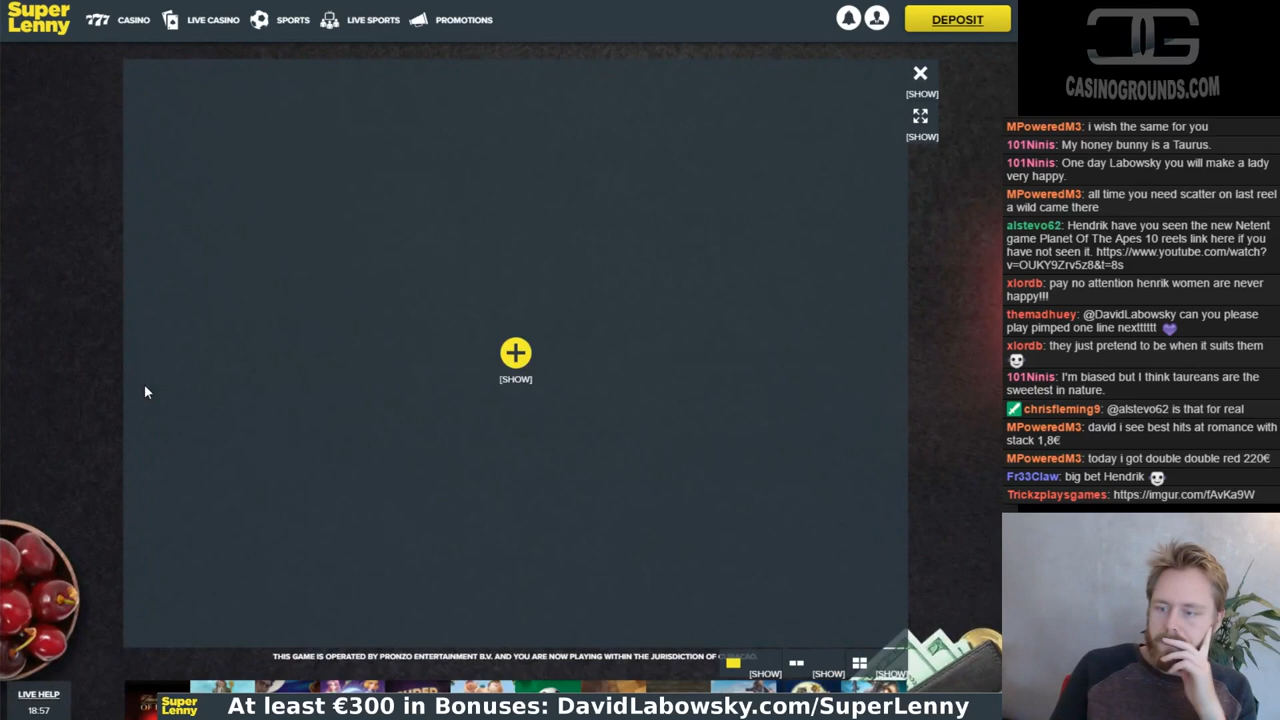 Super
Lenny
777 CASINO
LIVE CASINO
SPORTS
LIVE SPORTS
PROMOTIONS
DEPOSIT
[SHOW]
[SHOW]
[SHOW]
THIS GAME IS OPERATED BY PRONZO ENTERTAINMENT B.V. AND YOU ARE NOW PLAYING WITHIN THE JURISDICTION OF
[SHOW]
[SHOW]
[SHOW]
LIVE HELP
18:57
Super
Lenny
At least €300 in Bonuses: DavidLabowsky.com/SuperLenny
CASINOGROUNDS.COM
MPoweredM3: i wish the same for you
101Ninis: My honey bunny is a Taurus.
101Ninis: One day Labowsky you will make a lady
very happy.
MPoweredM3: all time you need scatter on last reel
a wild came there
alstevo62: Hendrik have you seen the new Netent
game Planet Of The Apes 10 reels link here if you
have not seen it. https://www.youtube.com/watch?
v=OUKY9Zrv5z8&t=8s
xlordb: pay no attention henrik women are never
happy!!!
themadhuey: @DavidLabowsky can you please
play pimped one line nextttttt
xlordb: they just pretend to be when it suits them
101Ninis: I'm biased but I think taureans are the
sweetest in nature.
chrisfleming9: @alstevo62 is that for real
MPoweredM3: david i see best hits at romance with
stack 1,8€
MPoweredM3: today i got double double red 220€
Fr33Claw: big bet Hendrik
Trickzplaysgames: https://imgur.com/fAvKa9W